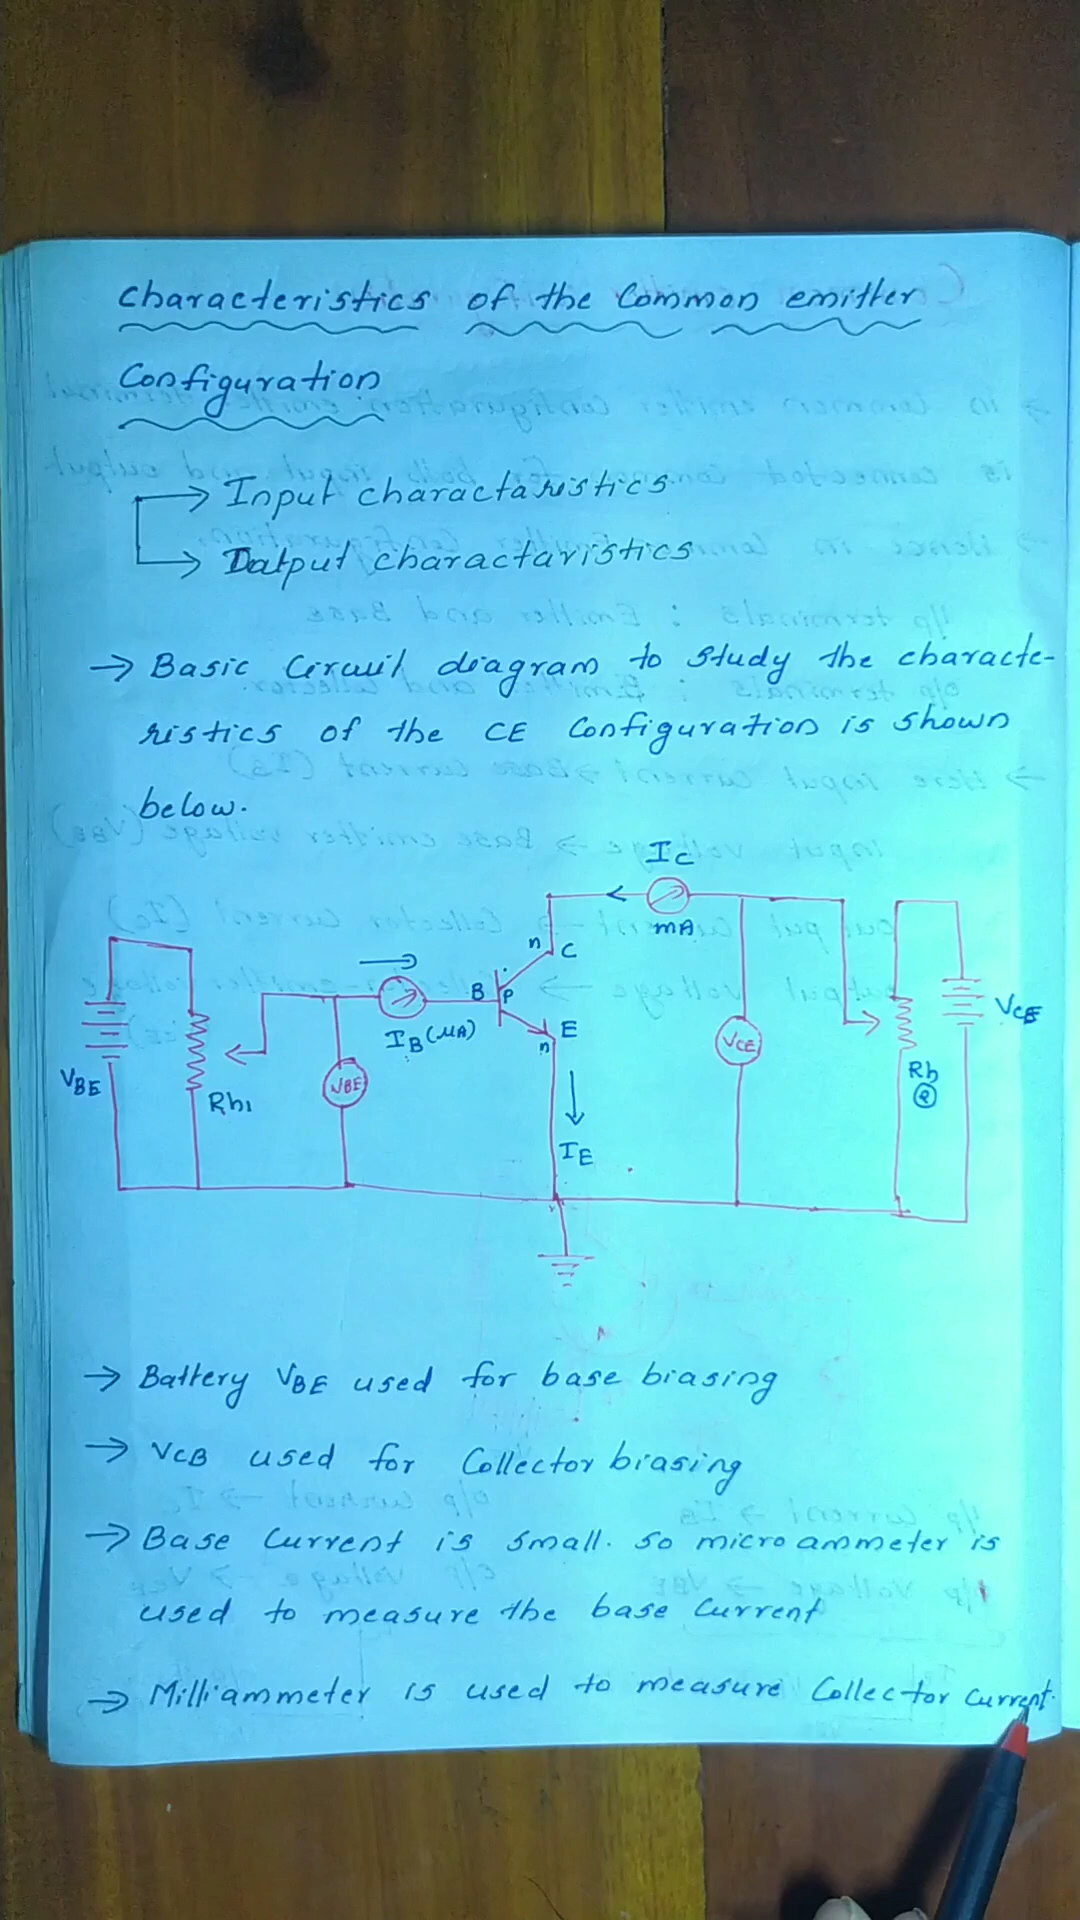 Characteristics of the Common emitter
Configuration
→ Input charactaristics
→ Output charactaristics
→ Basic Circuit diagram to study the characte-
ristics of the CE Configuration is shown
below.
IC
mA
n C
B P
IB (μA)
E
n
VBE
Rh1
VBE
VCE
VCE
Rh
2
IE
→ Battery VBE used for base biasing
→ VCB used for Collector biasing
→ Base Current is small. so micro ammeter is
used to measure the base Current
→ Milliammeter is used to measure Collector Current.